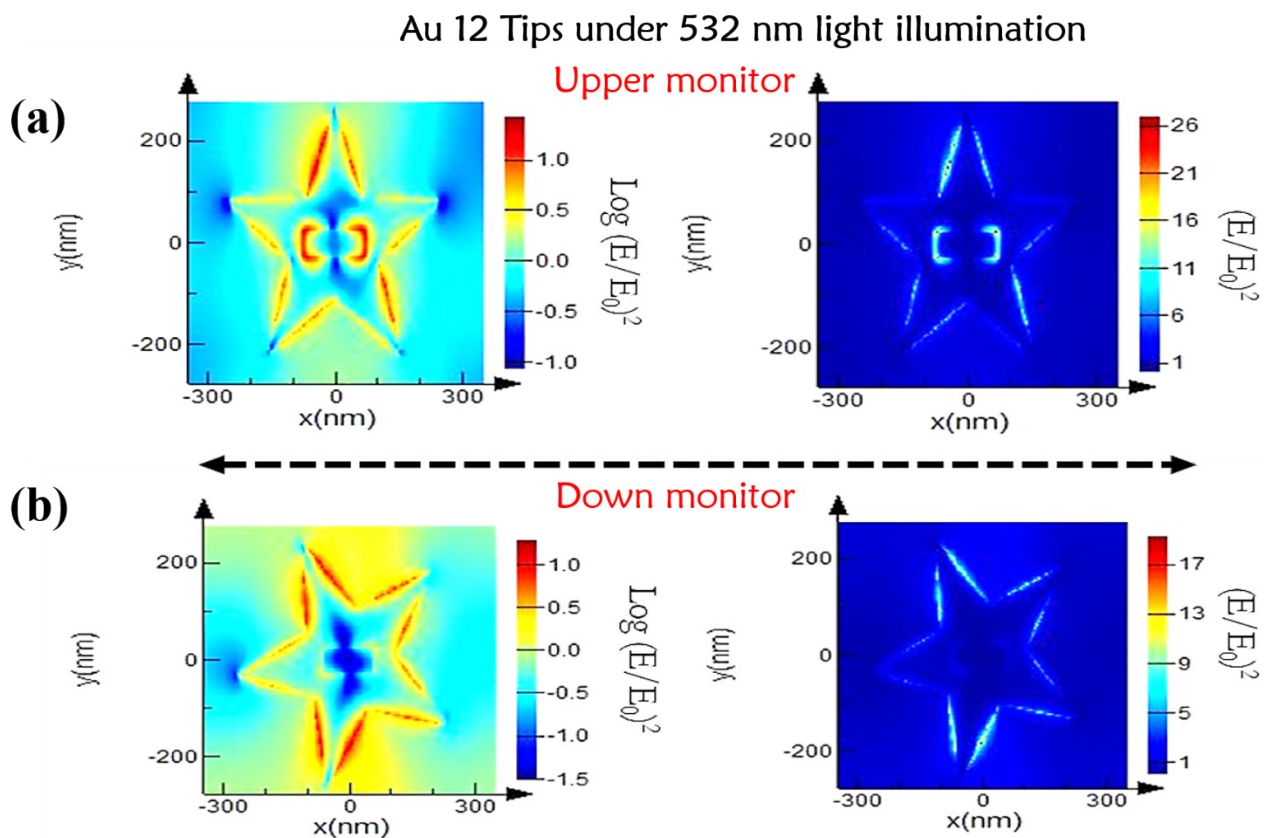 Au 12 Tips under 532 nm light illumination
Upper monitor
(a)
200
0
-200
y(nm)
-300 0 300
x(nm)
1.0
0.5
0.0
-0.5
-1.0
Log (E/E₀)²
200
0
-200
y(nm)
-300 0 300
x(nm)
26
21
16
11
6
1
(E/E₀)²
Down monitor
(b)
200
0
-200
y(nm)
-300 0 300
x(nm)
1.0
0.5
0.0
-0.5
-1.0
-1.5
Log (E/E₀)²
200
0
-200
y(nm)
-300 0 300
x(nm)
17
13
9
5
1
(E/E₀)²